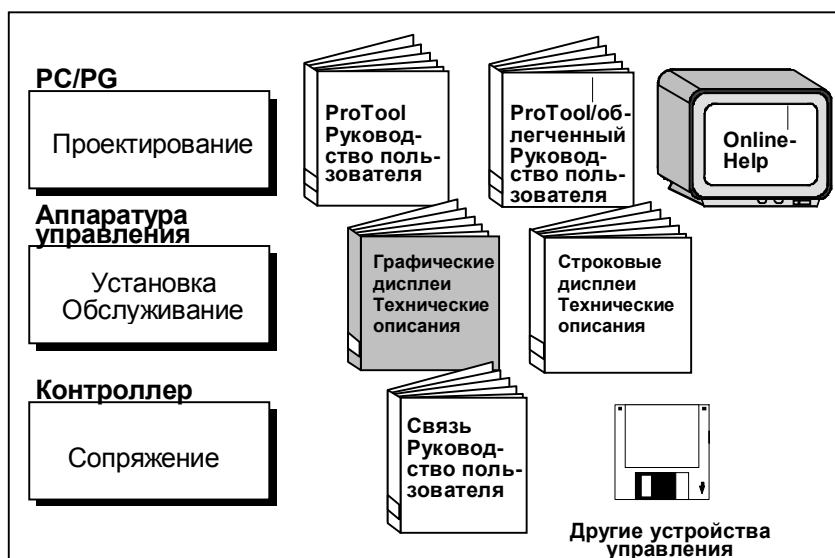 PC/PG
Проектирование
ProTool
Руковод-
ство поль-
зователя
ProTool/об-
легченный
Руковод-
ство поль-
зователя
Online-
Help
Аппаратура
управления
Установка
Обслуживание
Графические
дисплеи
Технические
описания
Строковые
дисплеи
Технические
описания
Контроллер
Сопряжение
Связь
Руковод-
ство поль-
зователя
Другие устройства
управления